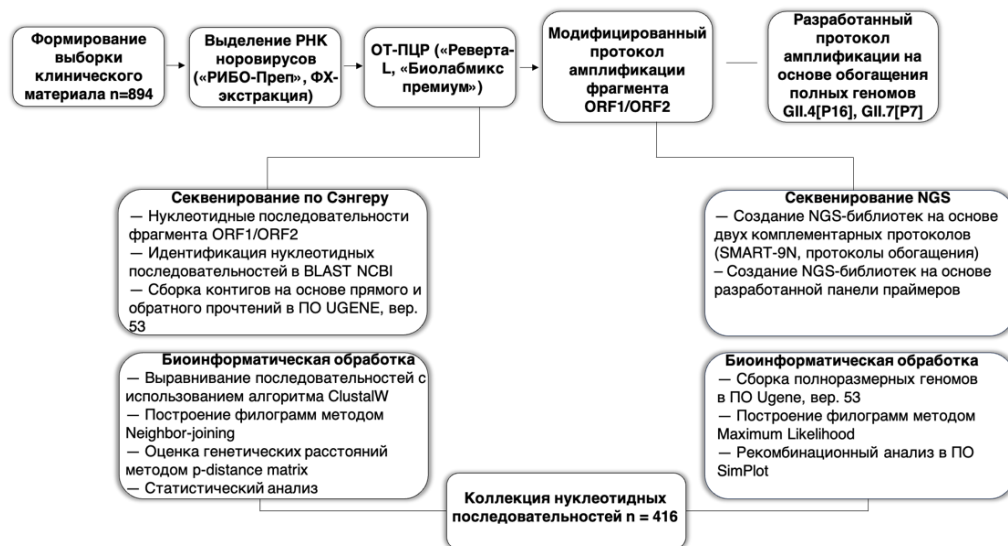 Формирование
выборки
клинического
материала n=894
Выделение РНК
норовирусов
(«РИБО-Преп», ФХ-
экстракция)
ОТ-ПЦР («Реверта-
L, «Биолабмикс
премиум»)
Модифицированный
протокол
амплификации
фрагмента
ORF1/ORF2
Разработанный
протокол
амплификации на
основе обогащения
полных геномов
GII.4[P16], GII.7[P7]
Секвенирование по Сэнгеру
— Нуклеотидные последовательности
фрагмента ORF1/ORF2
— Идентификация нуклеотидных
последовательностей в BLAST NCBI
— Сборка контигов на основе прямого и
обратного прочтений в ПО UGENE, вер.
53
Секвенирование NGS
— Создание NGS-библиотек на основе
двух комплементарных протоколов
(SMART-9N, протоколы обогащения)
– Создание NGS-библиотек на основе
разработанной панели праймеров
Биоинформатическая обработка
— Выравнивание последовательностей с
использованием алгоритма ClustalW
— Построение филограмм методом
Neighbor-joining
— Оценка генетических расстояний
методом p-distance matrix
— Статистический анализ
Биоинформатическая обработка
— Сборка полноразмерных геномов
в ПО Ugene, вер. 53
— Построение филограмм методом
Maximum Likelihood
— Рекомбинационный анализ в ПО
SimPlot
Коллекция нуклеотидных
последовательностей n = 416